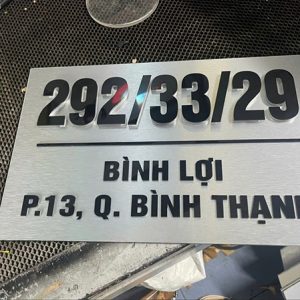 292/33/29
BÌNH LỢI
P.13, Q. BÌNH THẠN